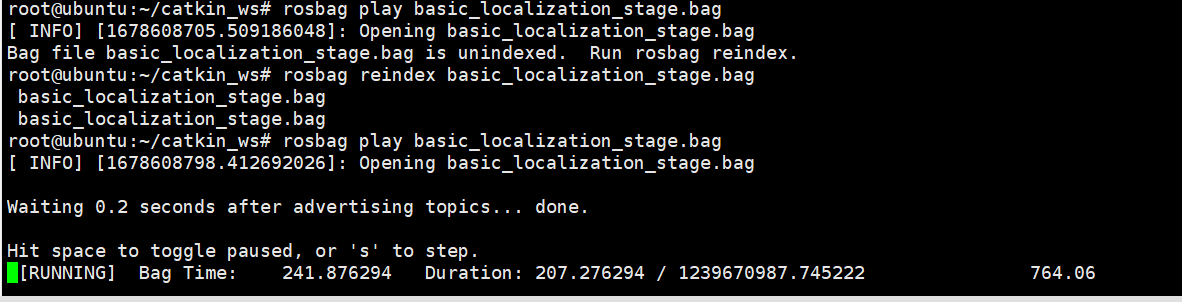 root@ubuntu:~/catkin_ws# rosbag play basic_localization_stage.bag
[ INFO] [1678608705.509186048]: Opening basic_localization_stage.bag
Bag file basic_localization_stage.bag is unindexed.  Run rosbag reindex.
root@ubuntu:~/catkin_ws# rosbag reindex basic_localization_stage.bag
 basic_localization_stage.bag
 basic_localization_stage.bag
root@ubuntu:~/catkin_ws# rosbag play basic_localization_stage.bag
[ INFO] [1678608798.412692026]: Opening basic_localization_stage.bag
Waiting 0.2 seconds after advertising topics... done.
Hit space to toggle paused, or 's' to step.
[RUNNING]  Bag Time:    241.876294   Duration: 207.276294 / 1239670987.745222               764.06